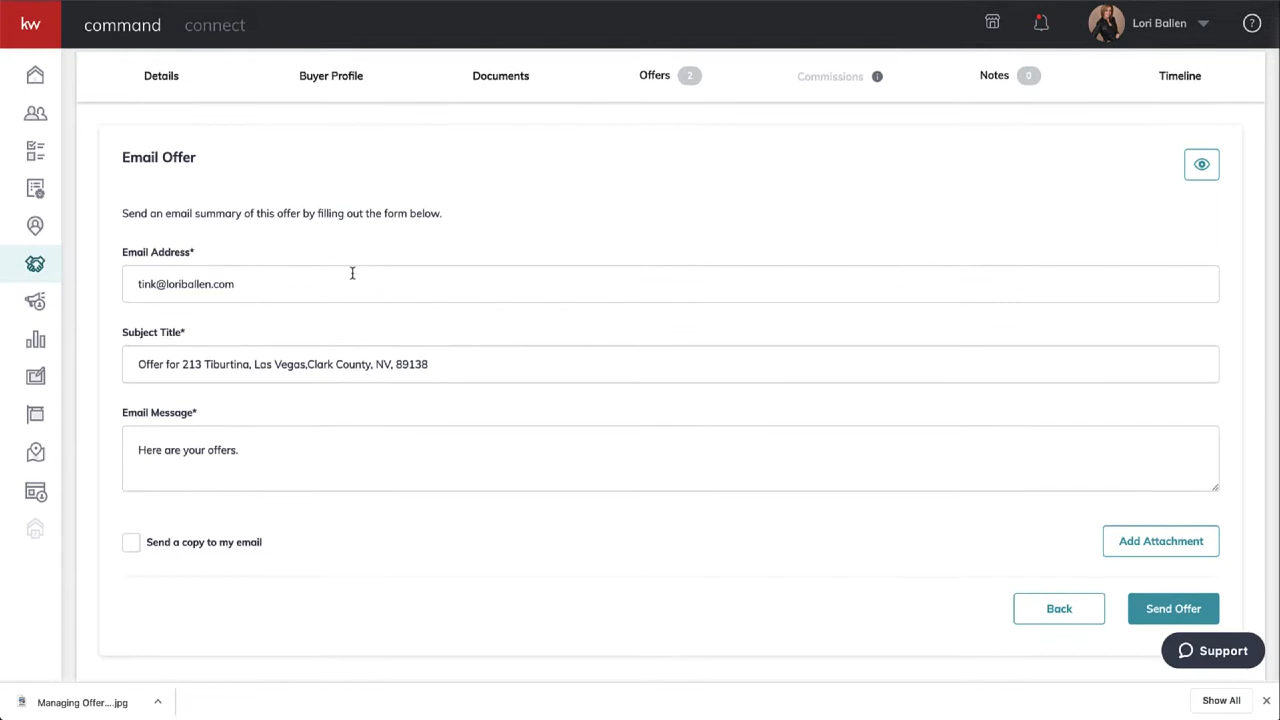 kw command connect Lori Ballen ?
Details Buyer Profile Documents Offers 2 Commissions i Notes 0 Timeline
Email Offer
Send an email summary of this offer by filling out the form below.
Email Address*
tink@loriballen.com
Subject Title*
Offer for 213 Tiburtina, Las Vegas,Clark County, NV, 89138
Email Message*
Here are your offers.
Send a copy to my email Add Attachment
Back Send Offer
Support
Managing Offer....jpg Show All